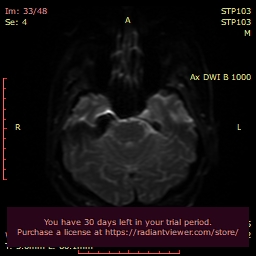 Im: 33/48
Se: 4
A
STP103
STP103
M
Ax DWI B 1000
R
L
You have 30 days left in your trial period.
Purchase a license at https://radiantviewer.com/store/